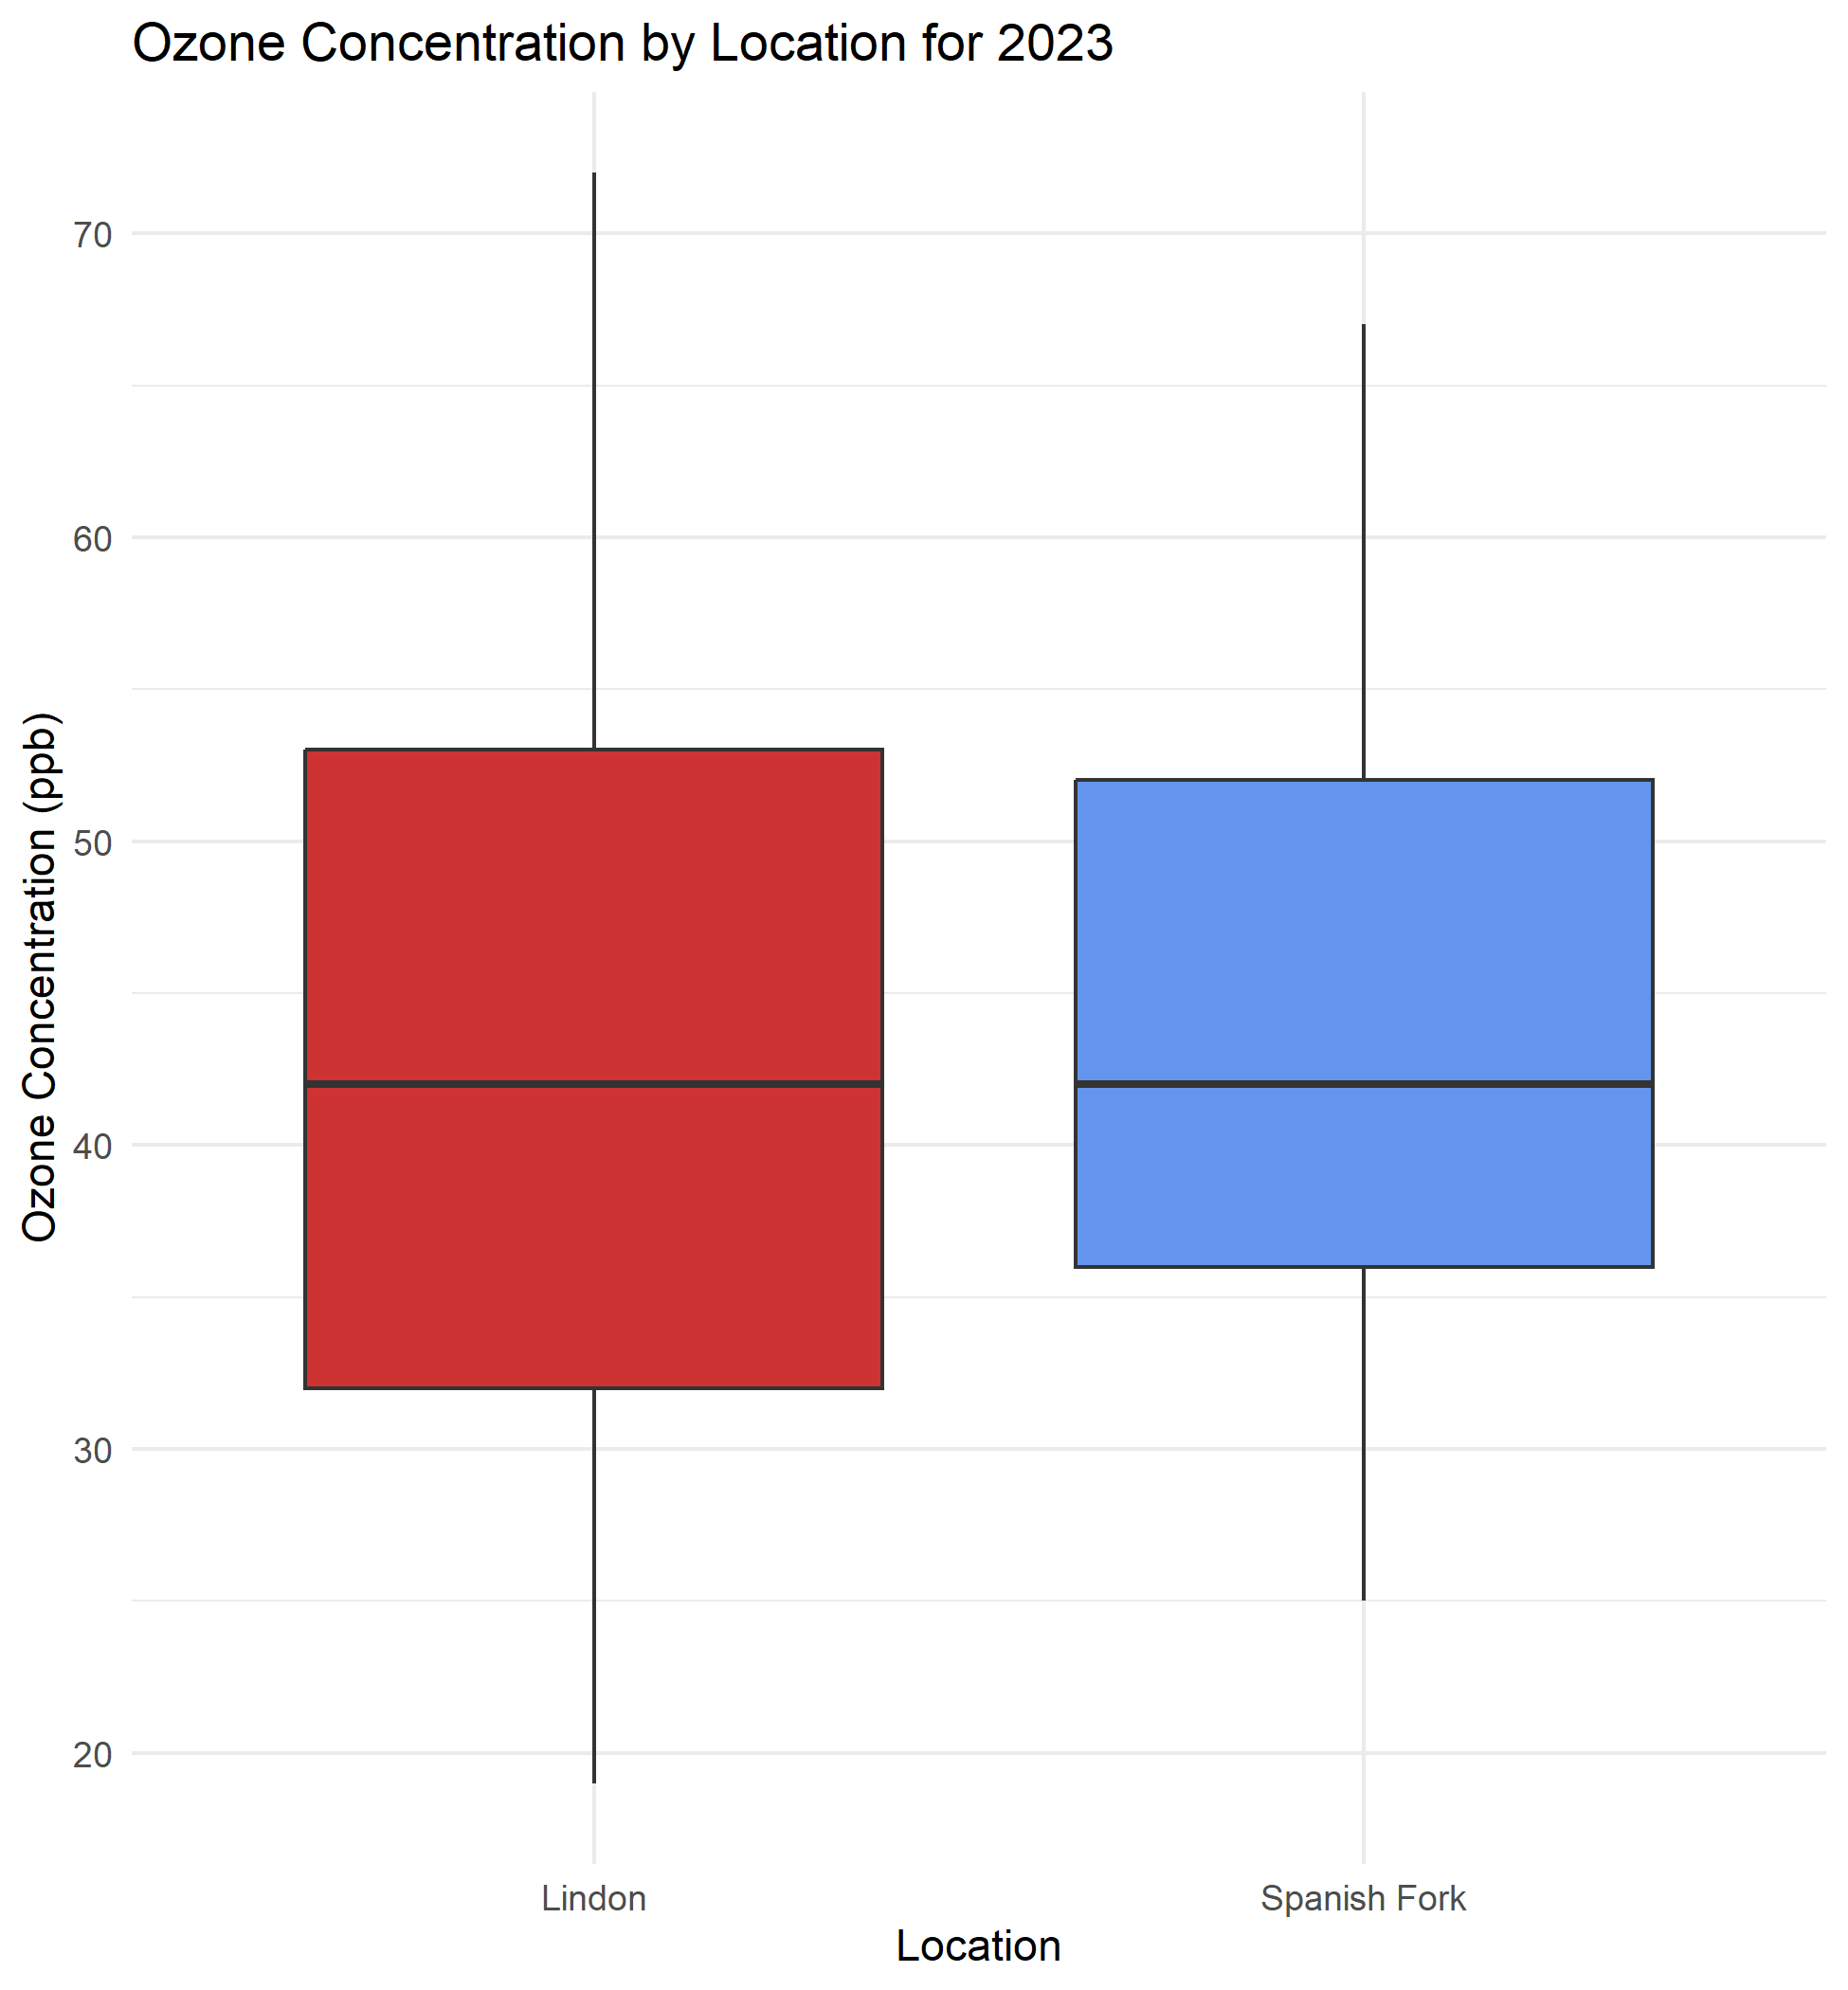 Ozone Concentration by Location for 2023
Ozone Concentration (ppb)
70
60
50
40
30
20
Lindon
Spanish Fork
Location